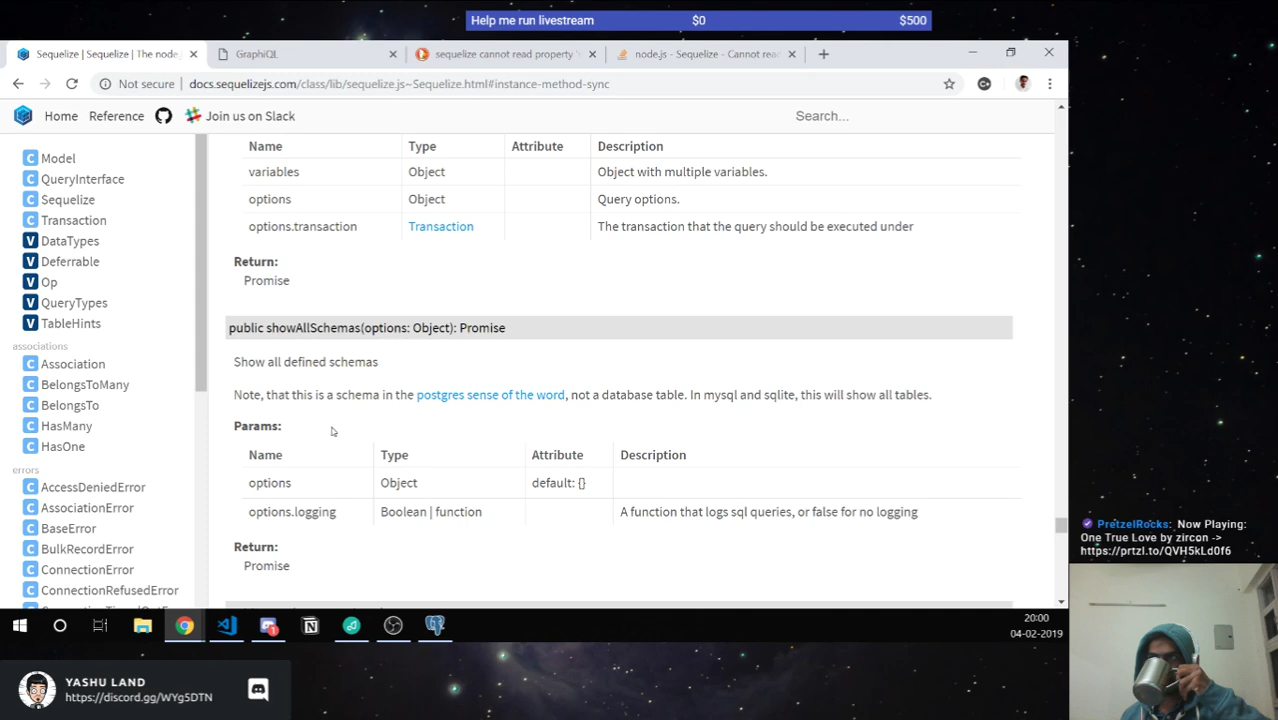 Help me run livestream $0 $500
Sequelize | Sequelize | The node GraphiQL sequelize cannot read property ' node.js - Sequelize - Cannot rea
Not secure docs.sequelizejs.com/class/lib/sequelize.js~Sequelize.html#instance-method-sync
Home Reference Join us on Slack Search...
C Model
C QueryInterface
C Sequelize
C Transaction
V DataTypes
V Deferrable
V Op
V QueryTypes
V TableHints
associations
C Association
C BelongsToMany
C BelongsTo
C HasMany
C HasOne
errors
C AccessDeniedError
C AssociationError
C BaseError
C BulkRecordError
C ConnectionError
C ConnectionRefusedError
Name Type Attribute Description
variables Object Object with multiple variables.
options Object Query options.
options.transaction Transaction The transaction that the query should be executed under
Return:
Promise
public showAllSchemas(options: Object): Promise
Show all defined schemas
Note, that this is a schema in the postgres sense of the word, not a database table. In mysql and sqlite, this will show all tables.
Params:
Name Type Attribute Description
options Object default: {}
options.logging Boolean | function A function that logs sql queries, or false for no logging
Return:
Promise
PretzelRocks: Now Playing:
One True Love by zircon ->
https://prtzl.to/QVH5kLd0f6
20:00
04-02-2019
YASHU LAND
https://discord.gg/WYg5DTN